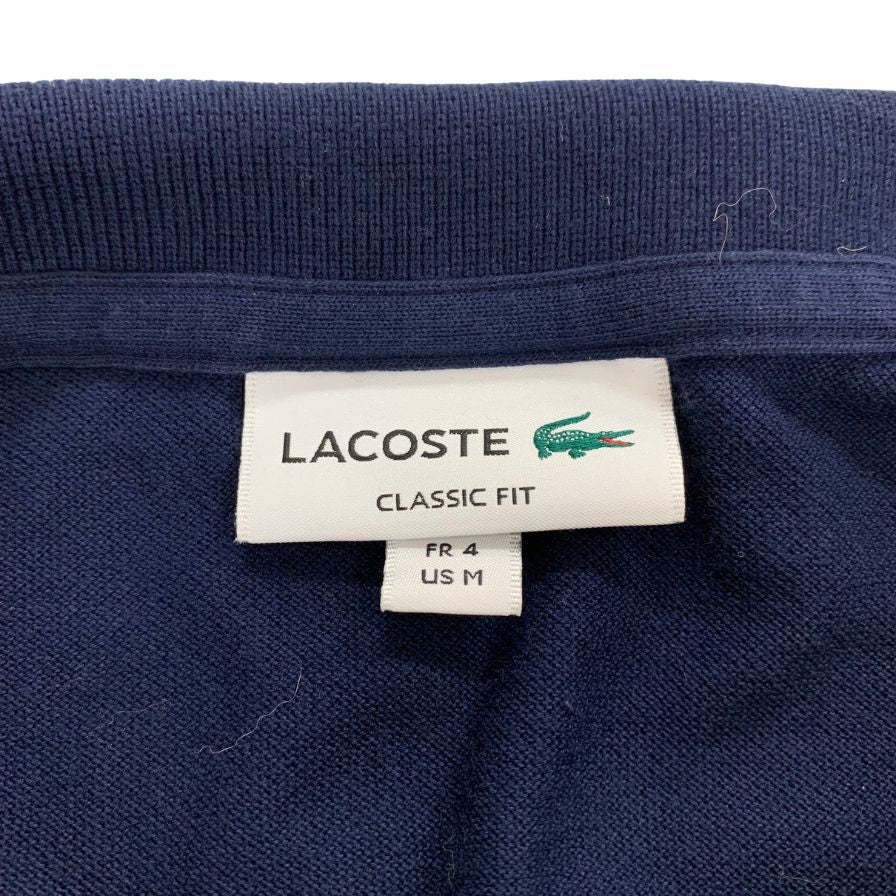 LACOSTE
CLASSIC FIT
FR 4
US M